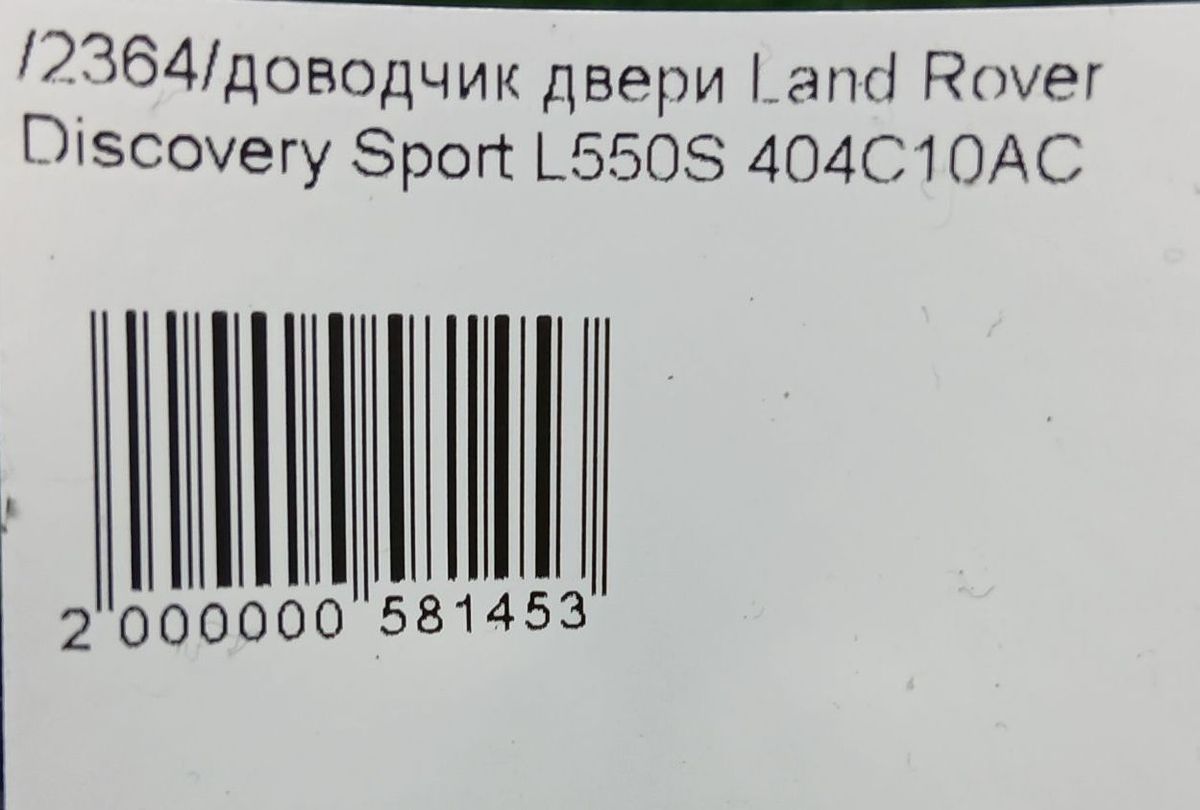 /2364/доводчик двери Land Rover
Discovery Sport L550S 404C10AC
2 000000 581453